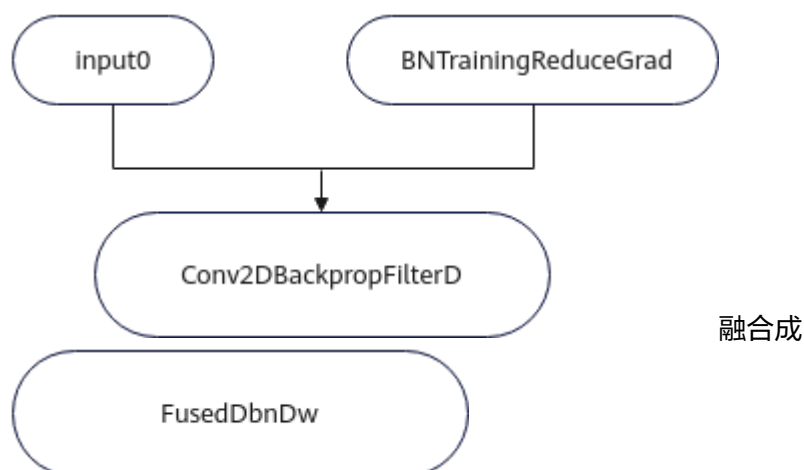 input0
BNTrainingReduceGrad
Conv2DBackpropFilterD
融合成
FusedDbnDw